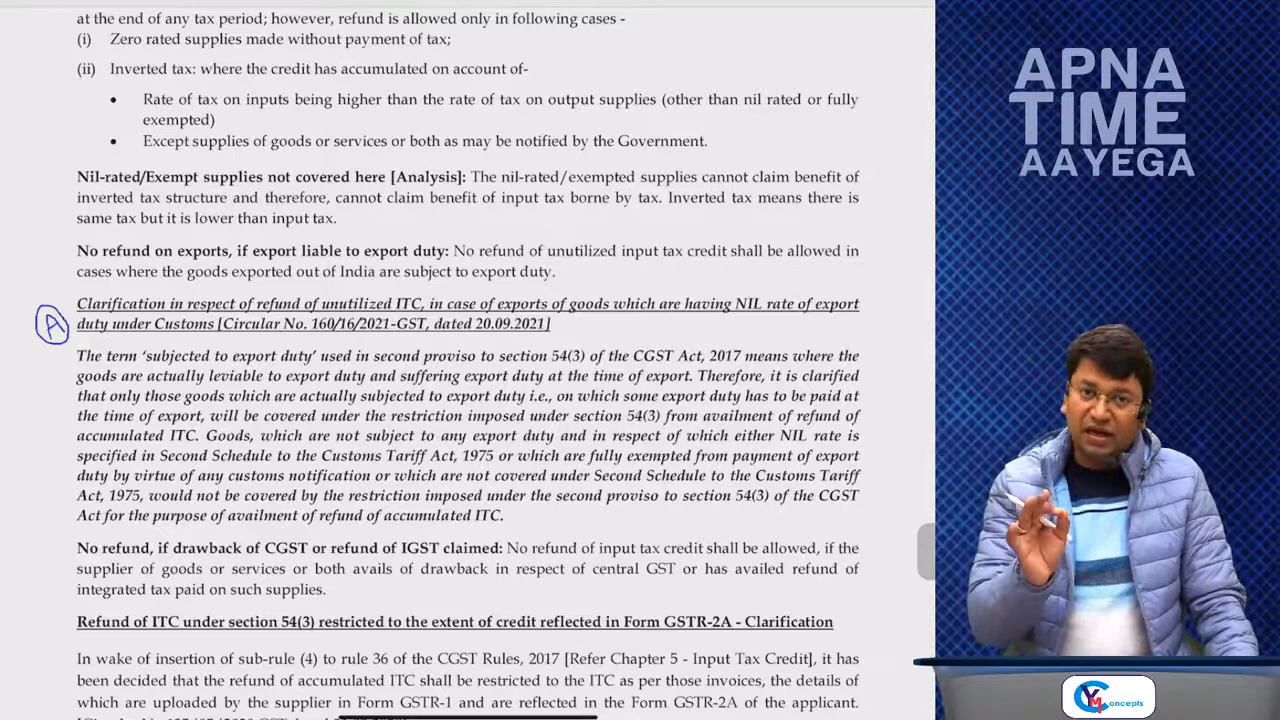 at the end of any tax period; however, refund is allowed only in following cases -
(i) Zero rated supplies made without payment of tax;
(ii) Inverted tax: where the credit has accumulated on account of-
• Rate of tax on inputs being higher than the rate of tax on output supplies (other than nil rated or fully
exempted)
• Except supplies of goods or services or both as may be notified by the Government.
Nil-rated/Exempt supplies not covered here [Analysis]: The nil-rated/exempted supplies cannot claim benefit of
inverted tax structure and therefore, cannot claim benefit of input tax borne by tax. Inverted tax means there is
same tax but it is lower than input tax.
No refund on exports, if export liable to export duty: No refund of unutilized input tax credit shall be allowed in
cases where the goods exported out of India are subject to export duty.
A
Clarification in respect of refund of unutilized ITC, in case of exports of goods which are having NIL rate of export
duty under Customs [Circular No. 160/16/2021-GST, dated 20.09.2021]
The term ‘subjected to export duty’ used in second proviso to section 54(3) of the CGST Act, 2017 means where the
goods are actually leviable to export duty and suffering export duty at the time of export. Therefore, it is clarified
that only those goods which are actually subjected to export duty i.e., on which some export duty has to be paid at
the time of export, will be covered under the restriction imposed under section 54(3) from availment of refund of
accumulated ITC. Goods, which are not subject to any export duty and in respect of which either NIL rate is
specified in Second Schedule to the Customs Tariff Act, 1975 or which are fully exempted from payment of export
duty by virtue of any customs notification or which are not covered under Second Schedule to the Customs Tariff
Act, 1975, would not be covered by the restriction imposed under the second proviso to section 54(3) of the CGST
Act for the purpose of availment of refund of accumulated ITC.
No refund, if drawback of CGST or refund of IGST claimed: No refund of input tax credit shall be allowed, if the
supplier of goods or services or both avails of drawback in respect of central GST or has availed refund of
integrated tax paid on such supplies.
Refund of ITC under section 54(3) restricted to the extent of credit reflected in Form GSTR-2A - Clarification
In wake of insertion of sub-rule (4) to rule 36 of the CGST Rules, 2017 [Refer Chapter 5 - Input Tax Credit], it has
been decided that the refund of accumulated ITC shall be restricted to the ITC as per those invoices, the details of
which are uploaded by the supplier in Form GSTR-1 and are reflected in the Form GSTR-2A of the applicant.
APNA
TIME
AAYEGA
YM Concepts